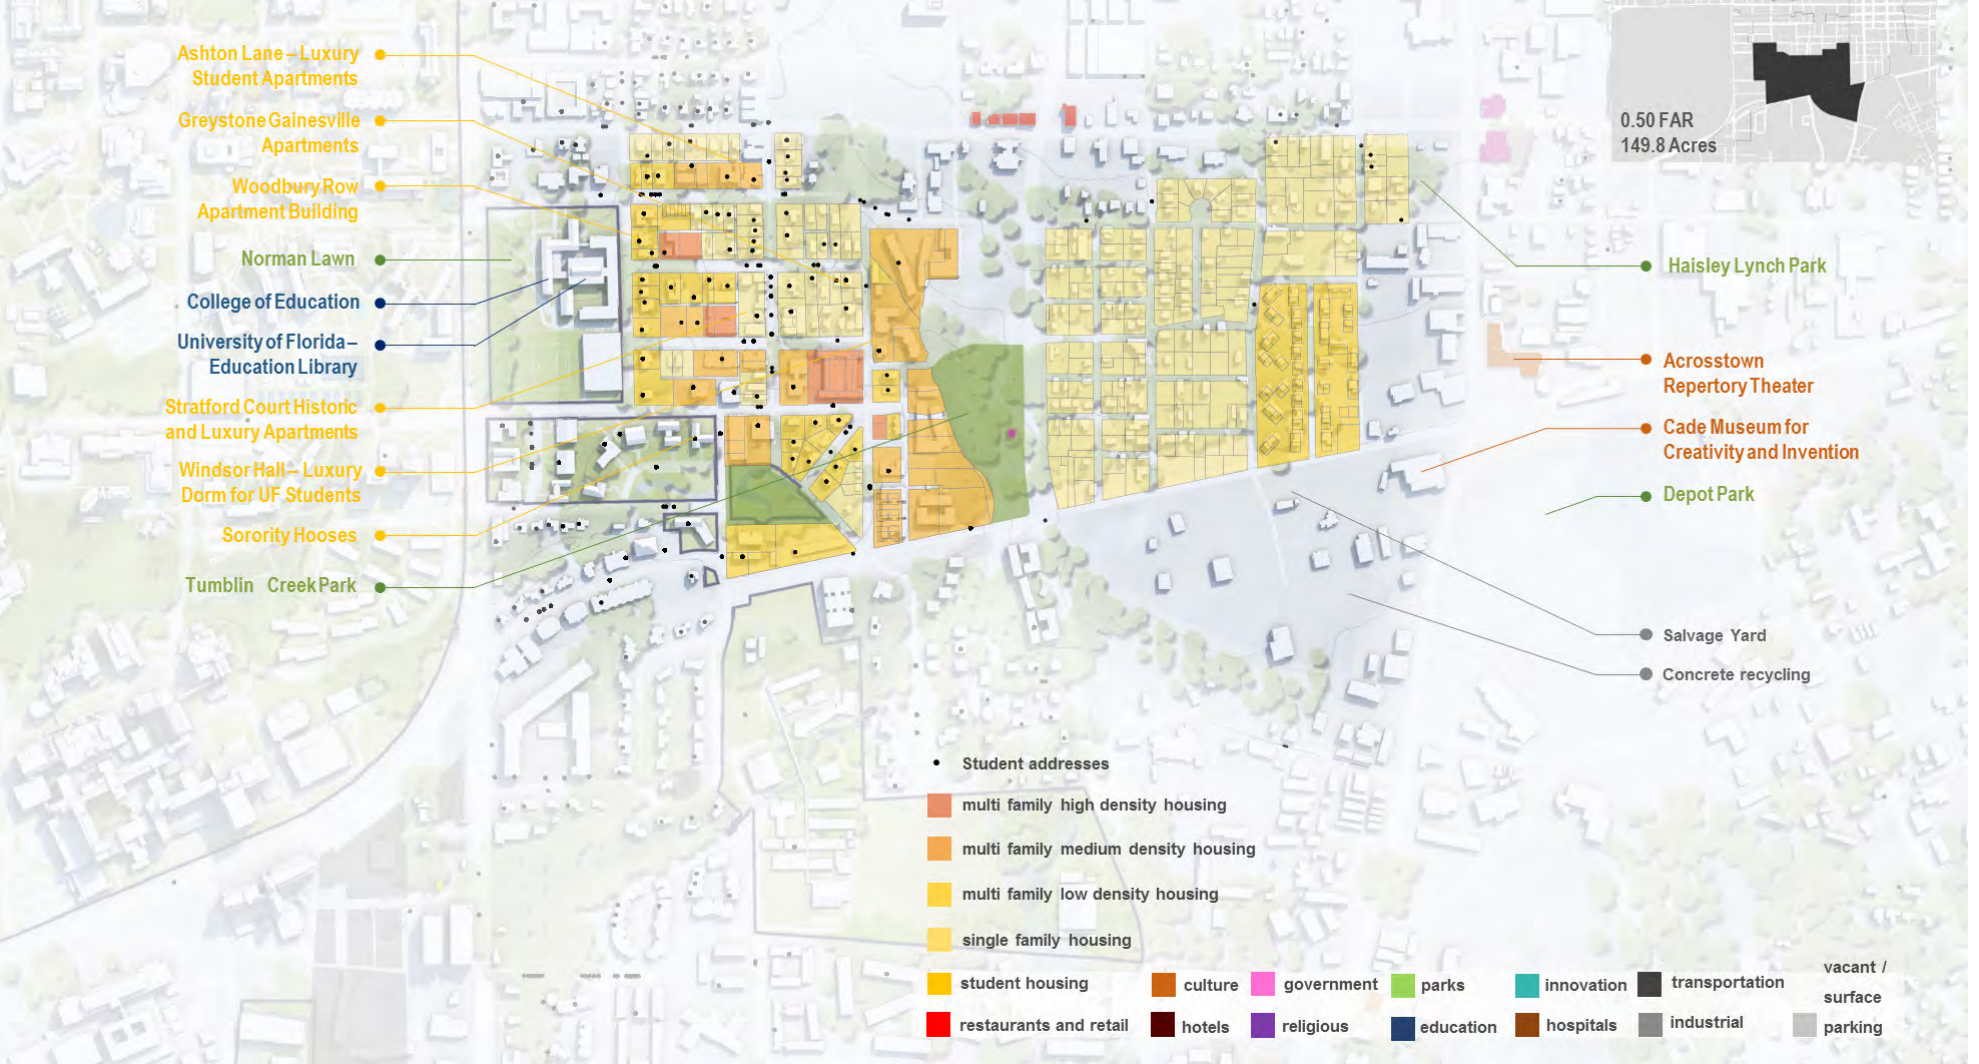 Ashton Lane – Luxury
Student Apartments
Greystone Gainesville
Apartments
Woodbury Row
Apartment Building
Norman Lawn
College of Education
University of Florida –
Education Library
Stratford Court Historic
and Luxury Apartments
Windsor Hall – Luxury
Dorm for UF Students
Sorority Hooses
Tumblin Creek Park
0.50 FAR
149.8 Acres
Haisley Lynch Park
Acrosstown
Repertory Theater
Cade Museum for
Creativity and Invention
Depot Park
Salvage Yard
Concrete recycling
Student addresses
multi family high density housing
multi family medium density housing
multi family low density housing
single family housing
student housing
culture
government
parks
innovation
transportation
vacant /
surface
parking
restaurants and retail
hotels
religious
education
hospitals
industrial